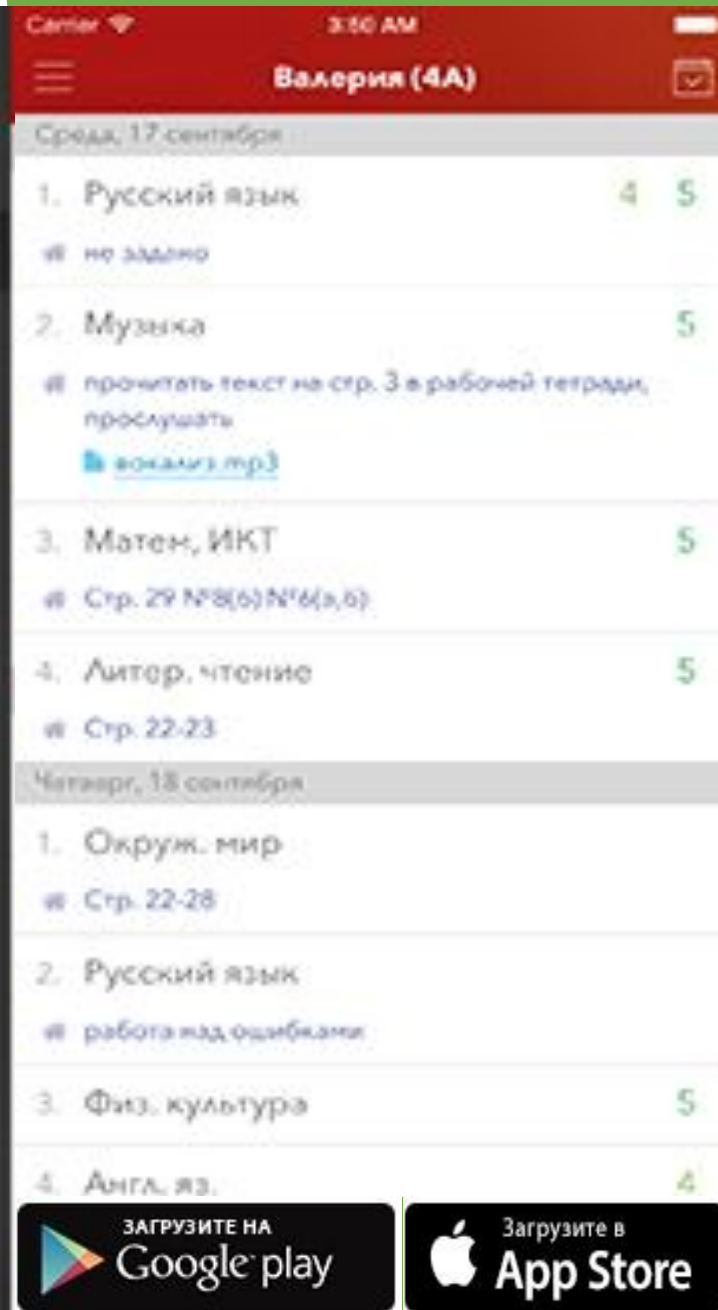 Carrier 3:50 AM
Валерия (4А)
Среда, 17 сентября
1. Русский язык 4 5
не задано
2. Музыка 5
прочитать текст на стр. 3 в рабочей тетради,
прослушать
вокализ.mp3
3. Матем, ИКТ 5
Стр. 29 №8(б) №6(а,б)
4. Литер. чтение 5
Стр. 22-23
Четверг, 18 сентября
1. Окруж. мир
Стр. 22-28
2. Русский язык
работа над ошибками
3. Физ. культура 5
4. Англ. яз. 4
ЗАГРУЗИТЕ НА
Google play
Загрузите в
App Store